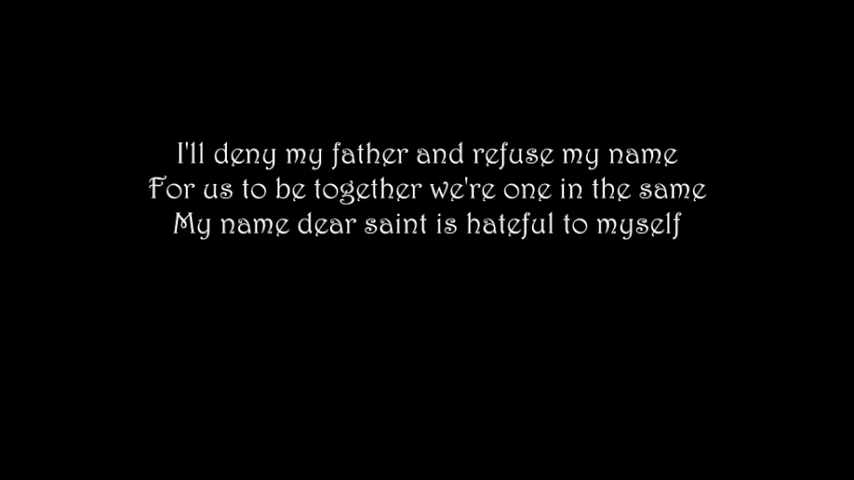 I'll deny my father and refuse my name
For us to be together we're one in the same
My name dear saint is hateful to myself